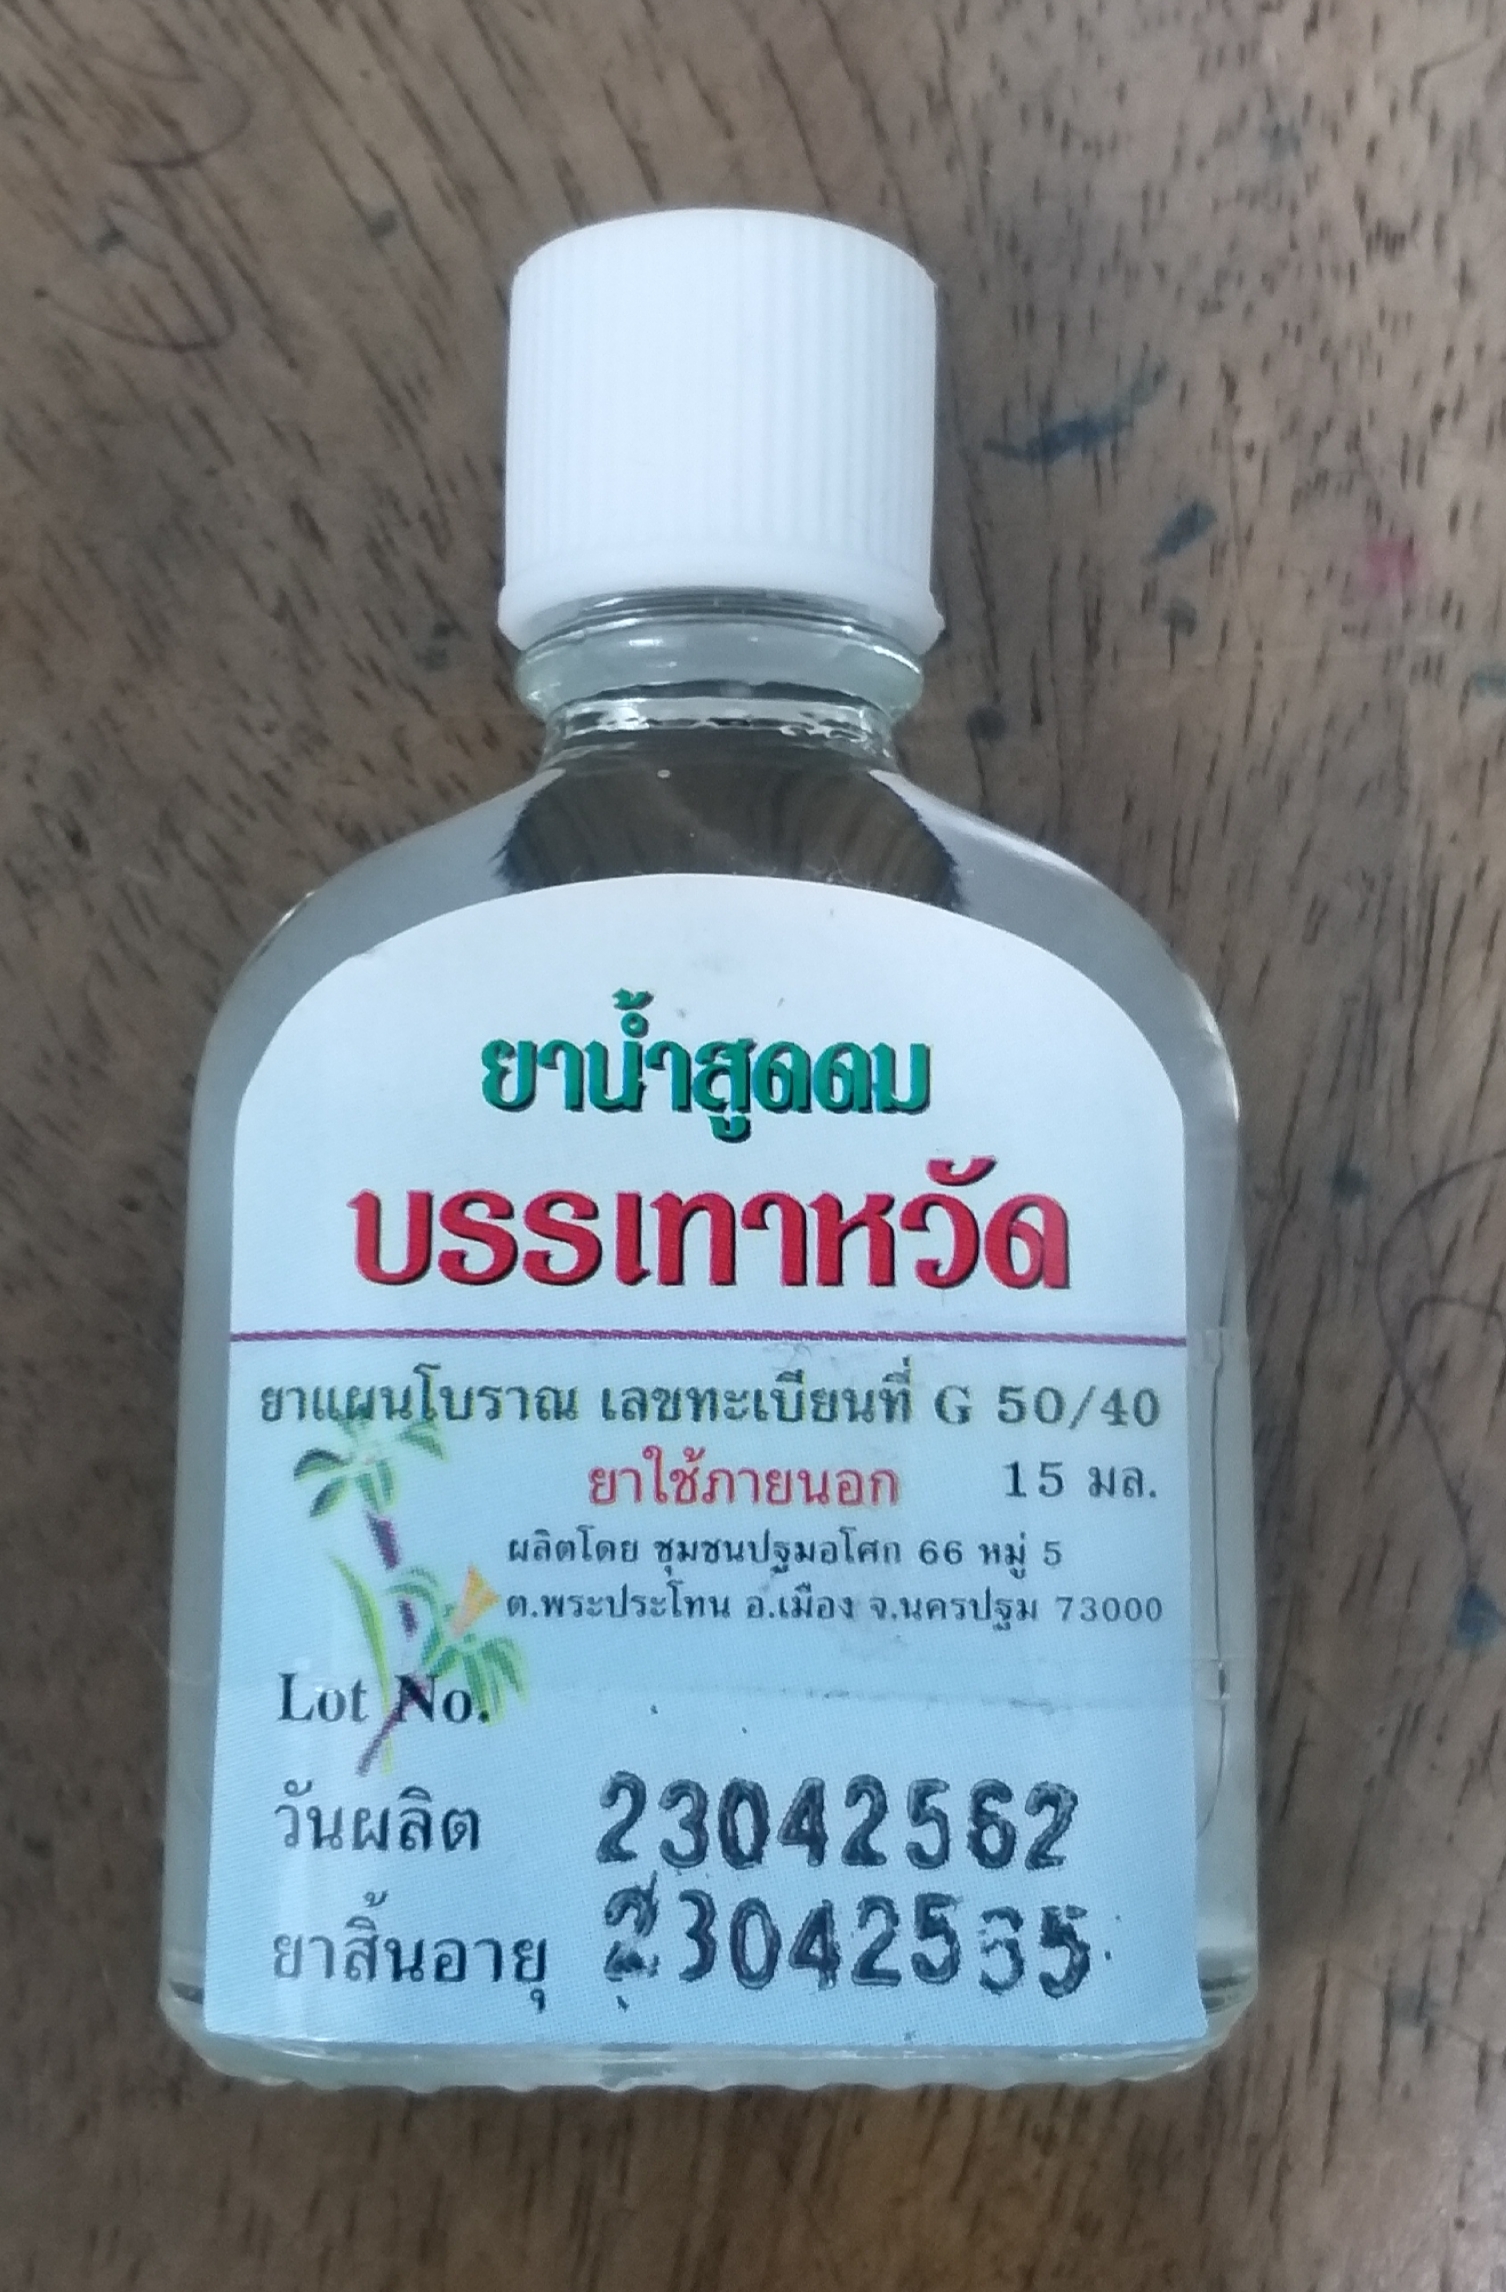 ยาน้ำสูดดม
บรรเทาหวัด
ยาแผนโบราณ เลขทะเบียนที่ G 50/40
ยาใช้ภายนอก 15 มล.
ผลิตโดย ชุมชนปฐมอโศก 66 หมู่ 5
ต.พระประโทน อ.เมือง จ.นครปฐม 73000
Lot No.
วันผลิต 23042562
ยาสิ้นอายุ